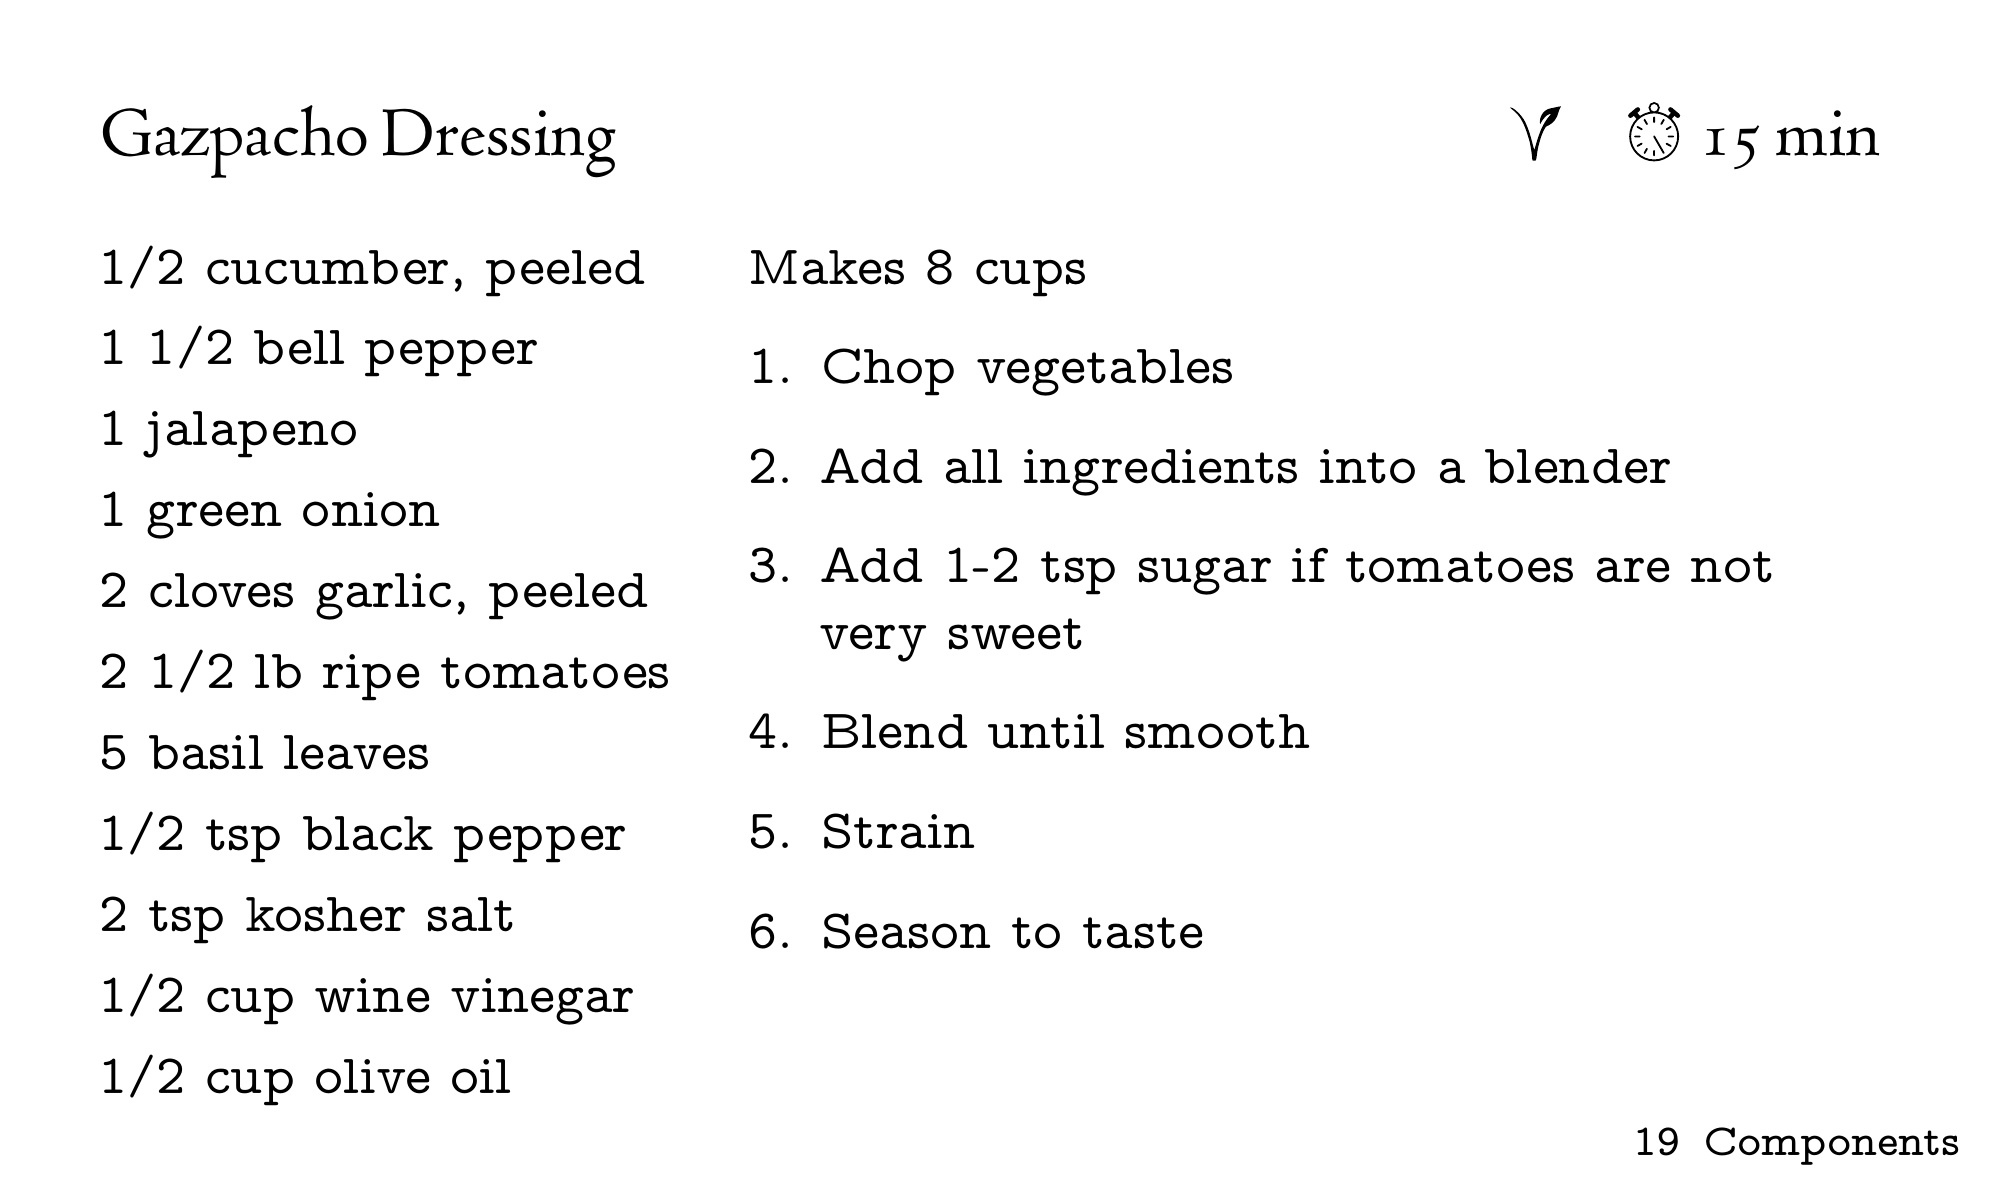 Gazpacho Dressing
15 min
1/2 cucumber, peeled
1 1/2 bell pepper
1 jalapeno
1 green onion
2 cloves garlic, peeled
2 1/2 lb ripe tomatoes
5 basil leaves
1/2 tsp black pepper
2 tsp kosher salt
1/2 cup wine vinegar
1/2 cup olive oil
Makes 8 cups
1. Chop vegetables
2. Add all ingredients into a blender
3. Add 1-2 tsp sugar if tomatoes are not
very sweet
4. Blend until smooth
5. Strain
6. Season to taste
19 Components